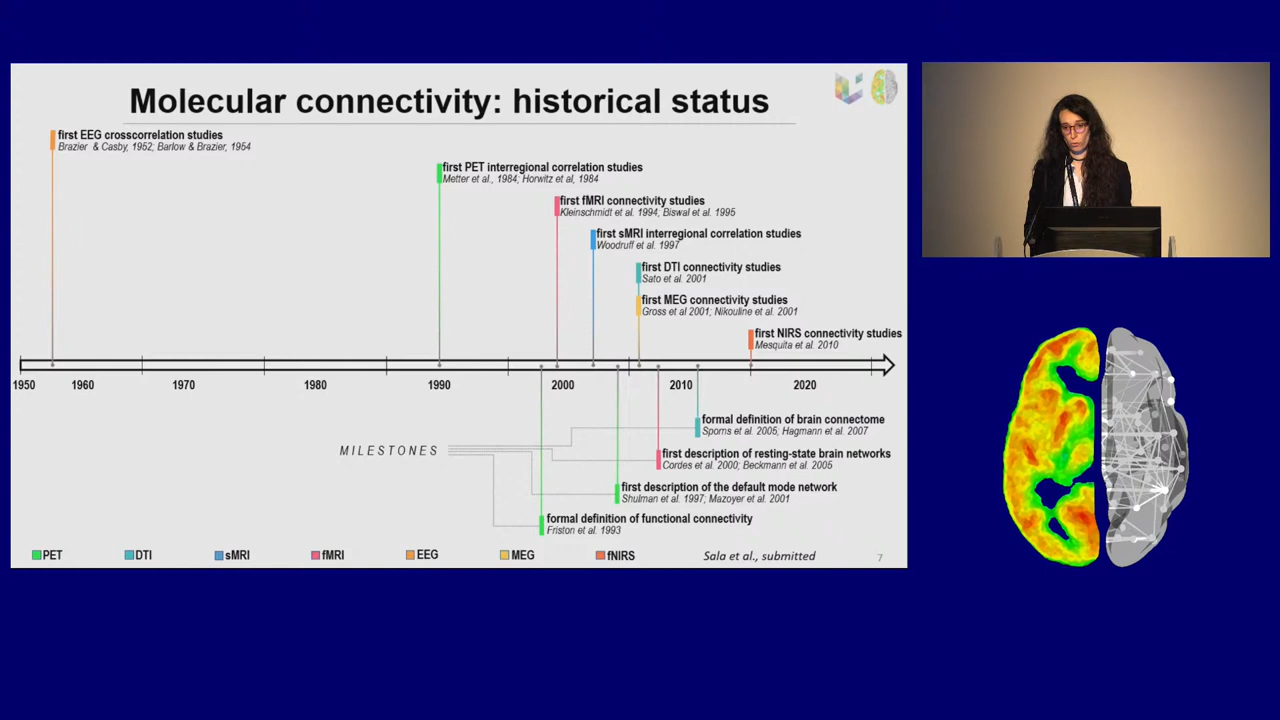 Molecular connectivity: historical status
first EEG crosscorrelation studies
Brazier & Casby, 1952; Barlow & Brazier, 1954
first PET interregional correlation studies
Metter et al., 1984; Horwitz et al, 1984
first fMRI connectivity studies
Kleinschmidt et al. 1994; Biswal et al. 1995
first sMRI interregional correlation studies
Woodruff et al. 1997
first DTI connectivity studies
Sato et al. 2001
first MEG connectivity studies
Gross et al 2001; Nikouline et al. 2001
first NIRS connectivity studies
Mesquita et al. 2010
1950 1960 1970 1980 1990 2000 2010 2020
formal definition of brain connectome
Sporns et al. 2005; Hagmann et al. 2007
MILESTONES
first description of resting-state brain networks
Cordes et al. 2000; Beckmann et al. 2005
first description of the default mode network
Shulman et al. 1997; Mazoyer et al. 2001
formal definition of functional connectivity
Friston et al. 1993
PET DTI sMRI fMRI EEG MEG fNIRS Sala et al., submitted 7